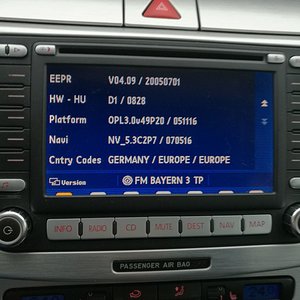 EEPR V04.09 / 20050701
HW - HU D1 / 0828
Platform OPL3.0v49P20 / 051116
Navi NV_5.3C2P7 / 070516
Cntry Codes GERMANY / EUROPE / EUROPE
Version FM BAYERN 3 TP
INFO RADIO CD MUTE DEST NAV MAP
PASSENGER AIR BAG